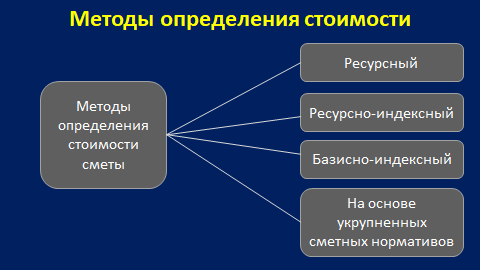 Методы определения стоимости
Методы
определения
стоимости
сметы
Ресурсный
Ресурсно-индексный
Базисно-индексный
На основе
укрупненных
сметных нормативов